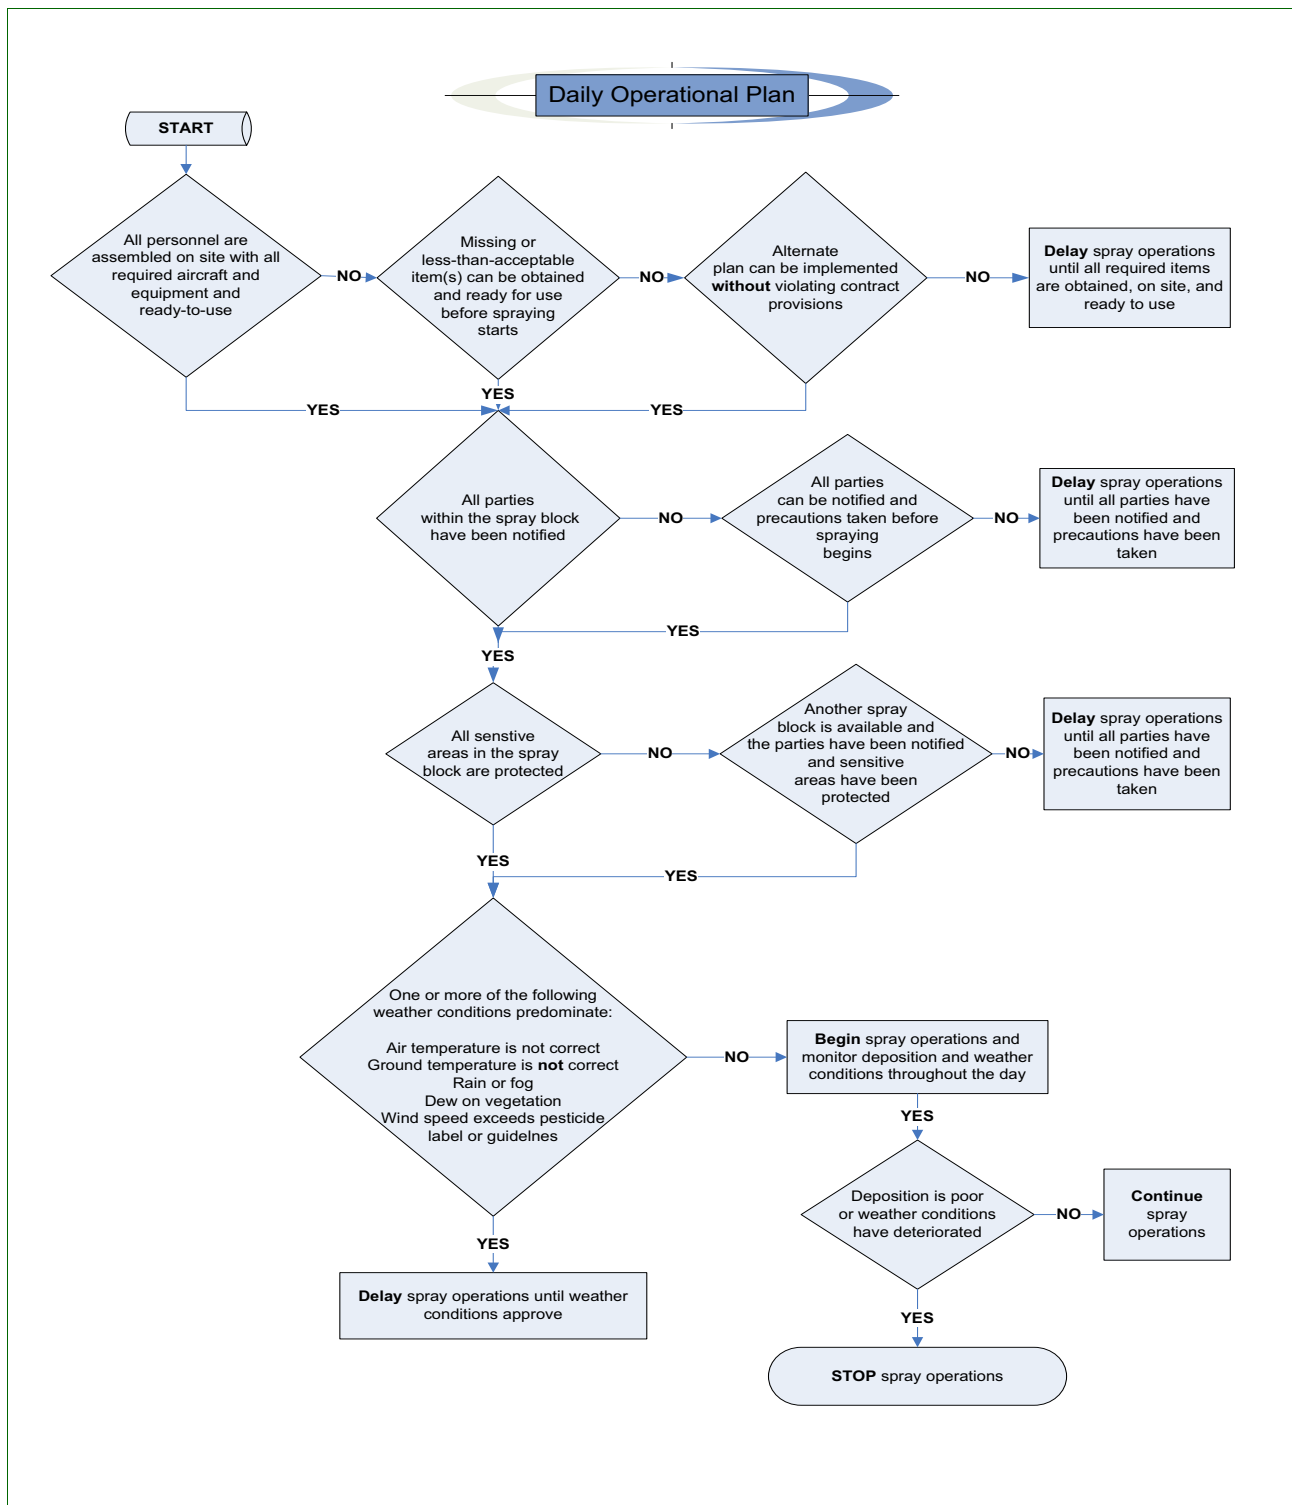 Daily Operational Plan
START
All personnel are
assembled on site with all
required aircraft and
equipment and
ready-to-use
NO
Missing or
less-than-acceptable
item(s) can be obtained
and ready for use
before spraying
starts
NO
Alternate
plan can be implemented
without violating contract
provisions
NO
Delay spray operations
until all required items
are obtained, on site, and
ready to use
YES
YES
YES
All parties
within the spray block
have been notified
NO
All parties
can be notified and
precautions taken before
spraying
begins
NO
Delay spray operations
until all parties have
been notified and
precautions have been
taken
YES
YES
All senstive
areas in the spray
block are protected
NO
Another spray
block is available and
the parties have been notified
and sensitive
areas have been
protected
NO
Delay spray operations
until all parties have
been notified and
precautions have been
taken
YES
YES
One or more of the following
weather conditions predominate:
Air temperature is not correct
Ground temperature is not correct
Rain or fog
Dew on vegetation
Wind speed exceeds pesticide
label or guidelnes
NO
Begin spray operations and
monitor deposition and weather
conditions throughout the day
YES
Deposition is poor
or weather conditions
have deteriorated
NO
Continue
spray
operations
YES
Delay spray operations until weather
conditions approve
YES
STOP spray operations